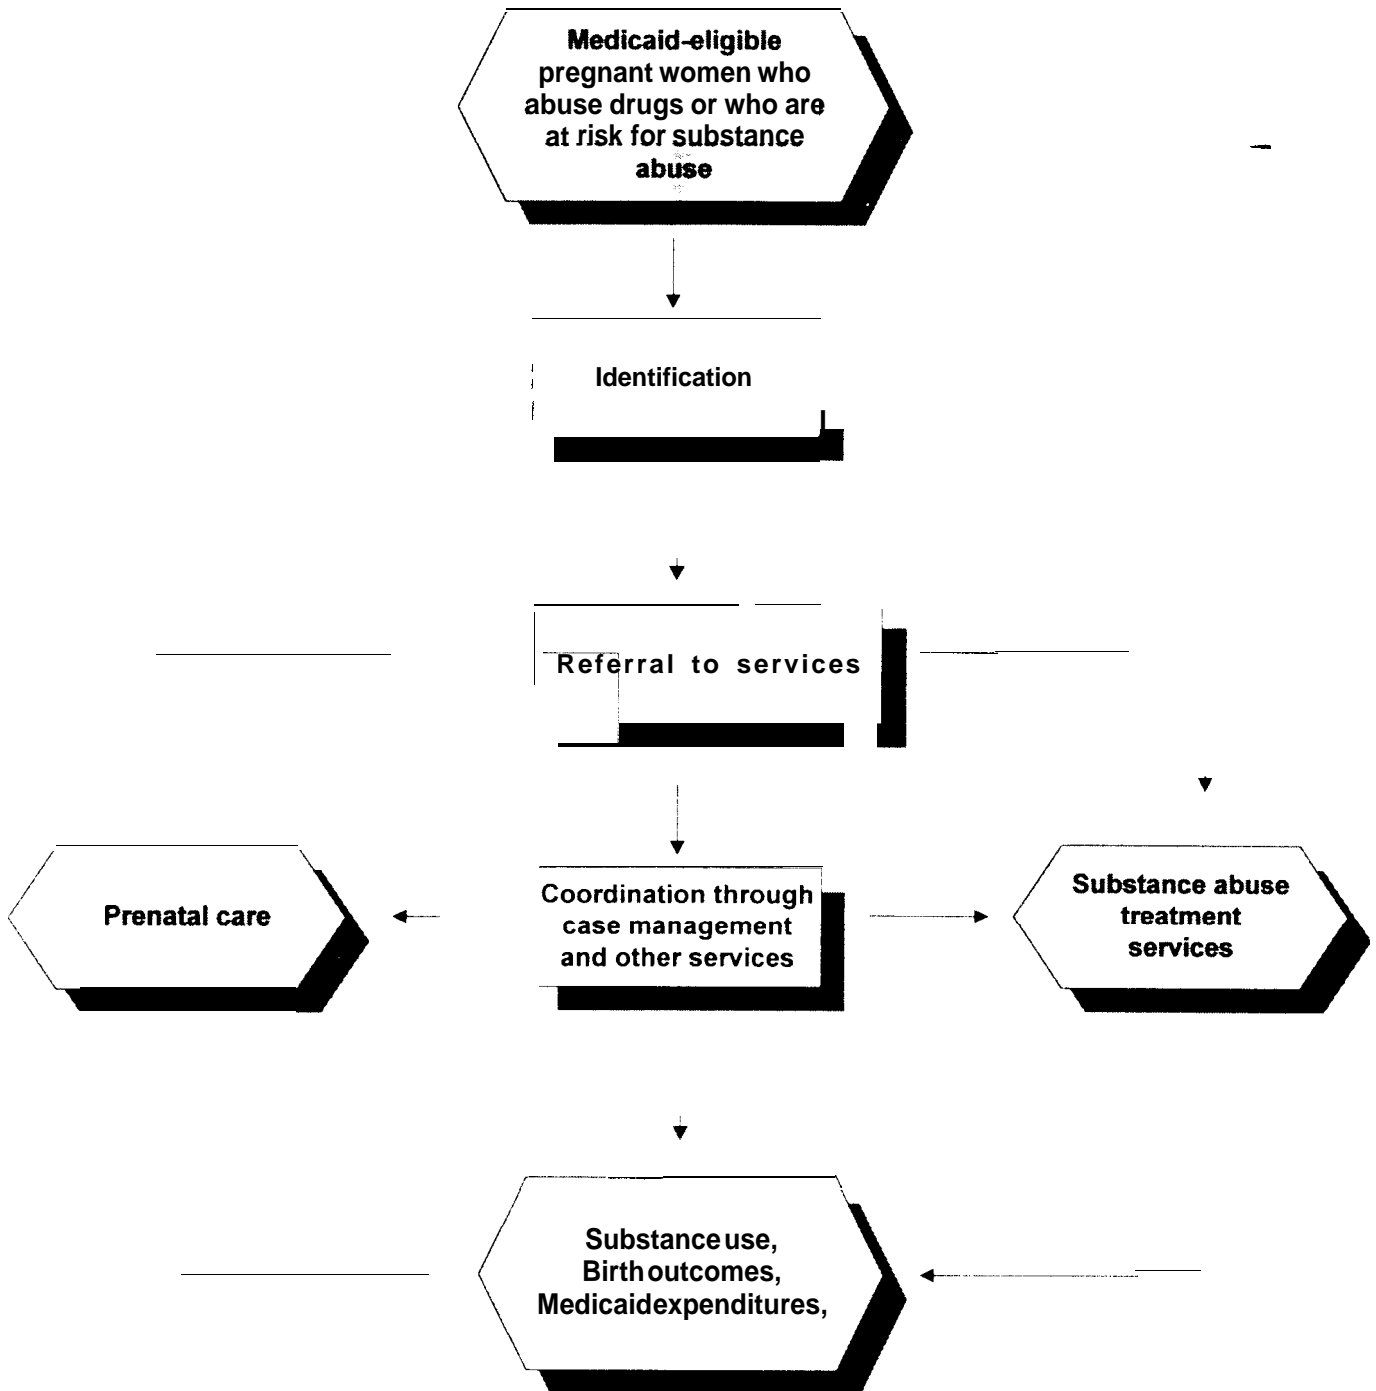 Medicaid-eligible
pregnant women who
abuse drugs or who are
at risk for substance
abuse
Identification
Referral to services
Prenatal care
Coordination through
case management
and other services
Substance abuse
treatment
services
Substance use,
Birth outcomes,
Medicaid expenditures,